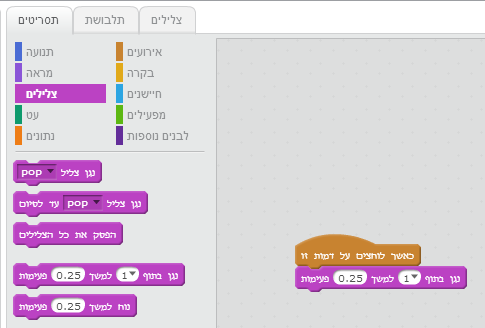 תסריטים תלבושת צלילים
תנועה אירועים
מראה בקרה
צלילים חיישנים
עט מפעילים
נתונים לבנים נוספות
נגן צליל pop
נגן צליל pop עד לסיום
הפסק את כל הצלילים
נגן בתוף 1 למשך 0.25 פעימות
נוח למשך 0.25 פעימות
כאשר לוחצים על דמות זו
נגן בתוף 1 למשך 0.25 פעימות